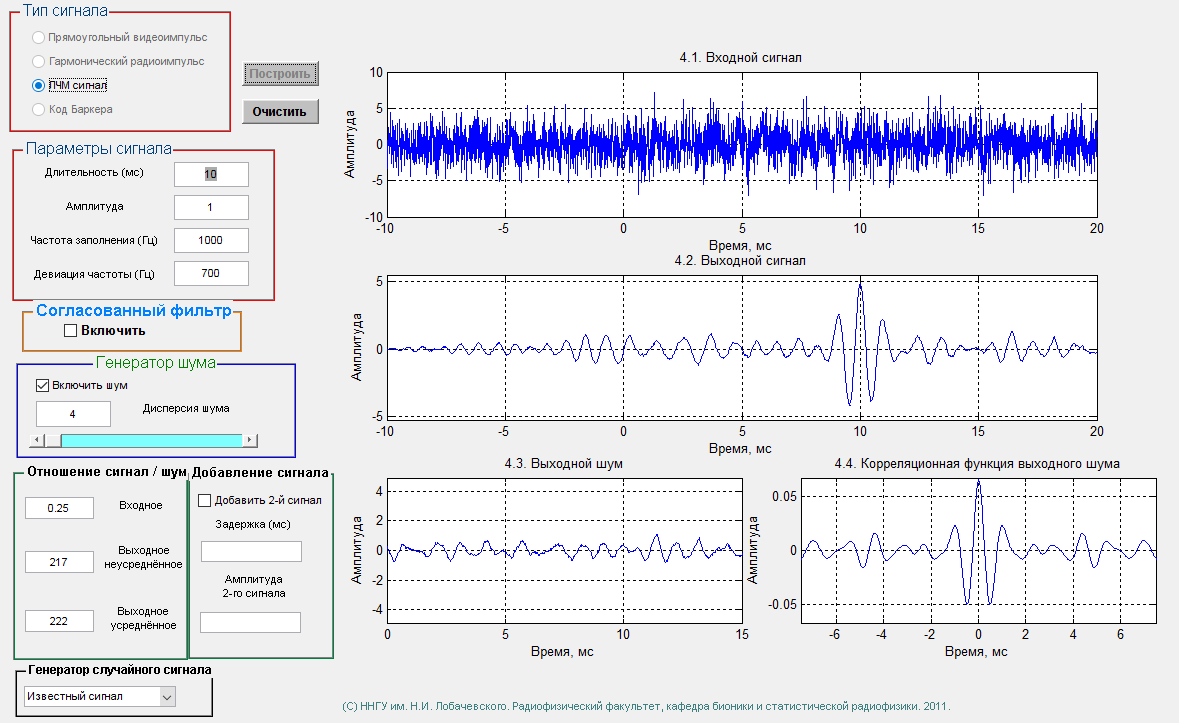 Тип сигнала
Прямоугольный видеоимпульс
Гармонический радиоимпульс
ЛЧМ сигнал
Код Баркера
Построить
Очистить
Параметры сигнала
Длительность (мс)
10
Амплитуда
1
Частота заполнения (Гц)
1000
Девиация частоты (Гц)
700
Согласованный фильтр
Включить
Генератор шума
Включить шум
4
Дисперсия шума
Отношение сигнал / шум
0.25
Входное
217
Выходное
неусреднённое
222
Выходное
усреднённое
Добавление сигнала
Добавить 2-й сигнал
Задержка (мс)
Амплитуда
2-го сигнала
Генератор случайного сигнала
Известный сигнал
4.1. Входной сигнал
Амплитуда
10
5
0
-5
-10
-10 -5 0 5 10 15 20
Время, мс
4.2. Выходной сигнал
Амплитуда
5
0
-5
-10 -5 0 5 10 15 20
Время, мс
4.3. Выходной шум
Амплитуда
4
2
0
-2
-4
0 5 10 15
Время, мс
4.4. Корреляционная функция выходного шума
Амплитуда
0.05
0
-0.05
-6 -4 -2 0 2 4 6
Время, мс
(С) ННГУ им. Н.И. Лобачевского. Радиофизический факультет, кафедра бионики и статистической радиофизики. 2011.